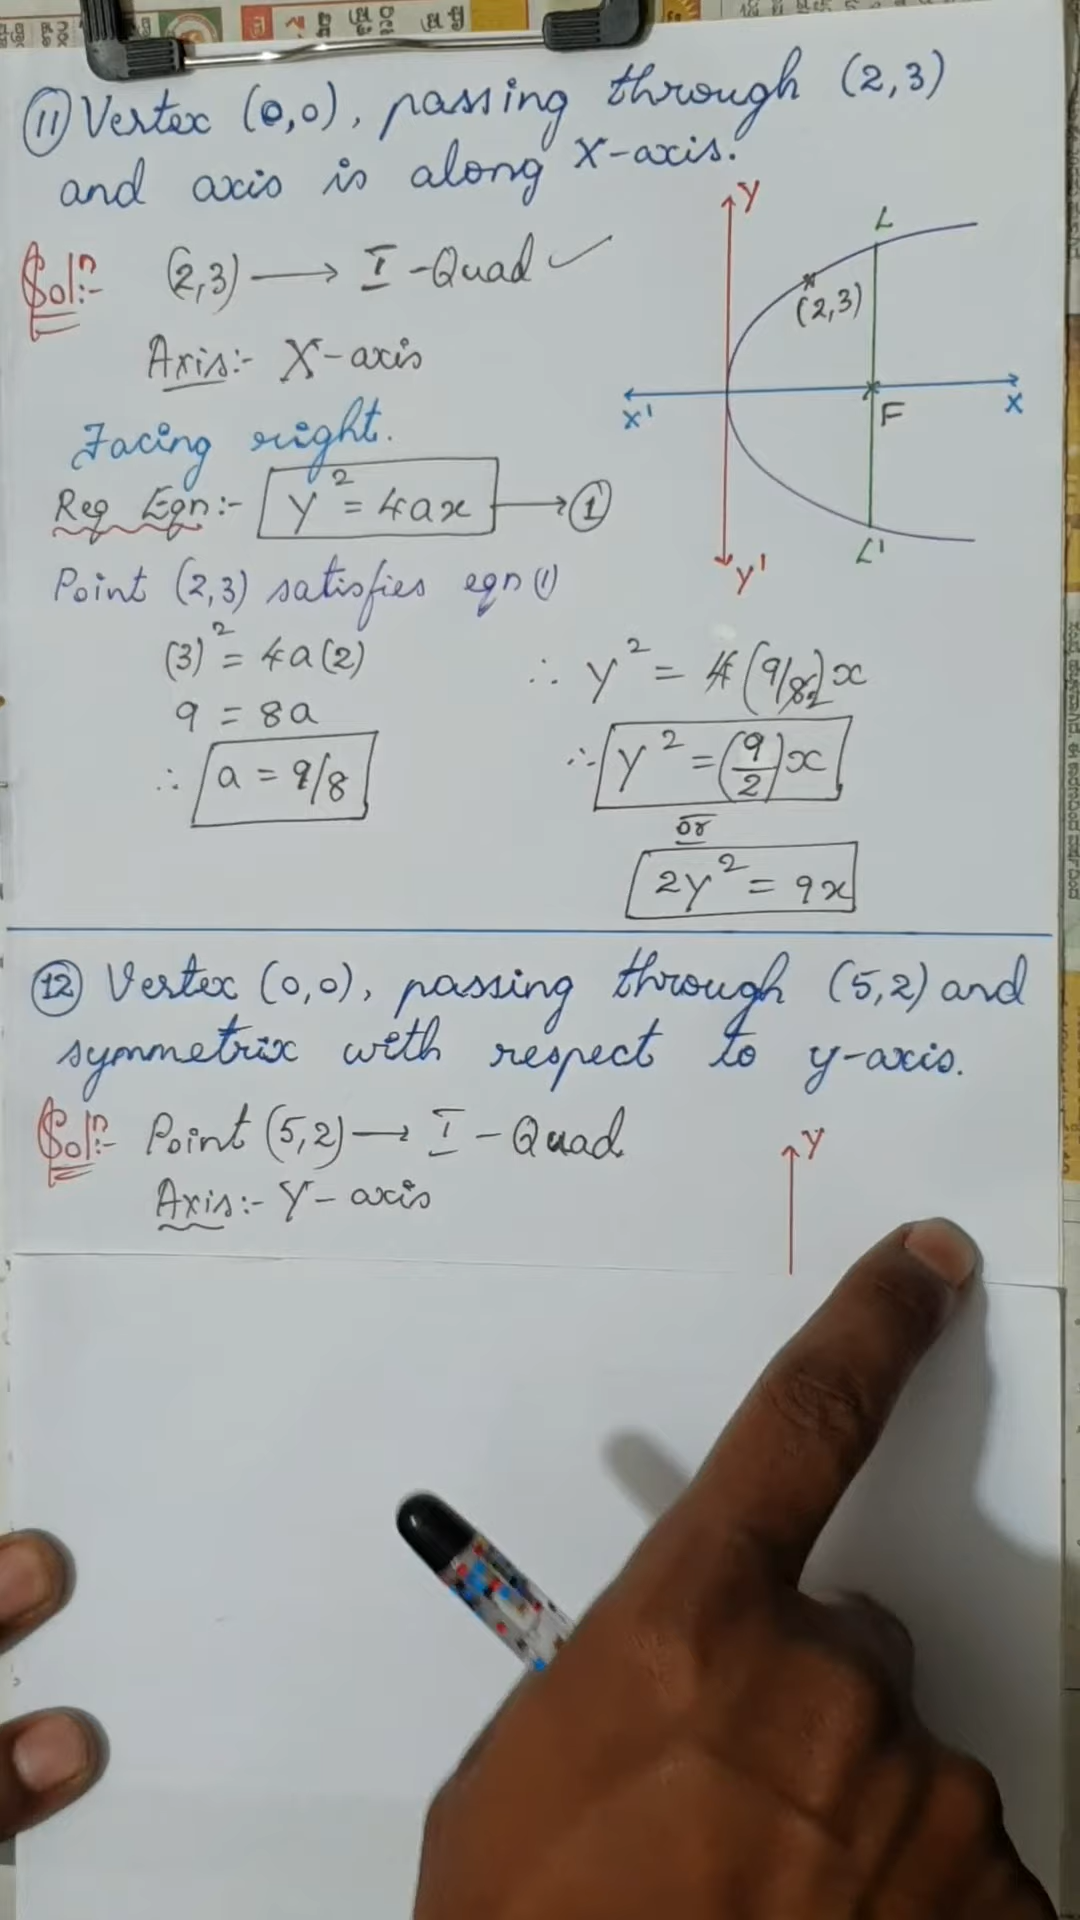 (11) Vertex (0,0), passing through (2,3)
and axis is along X-axis.
Solⁿ:- (2,3) → I-Quad ✓
Axis:- X-axis
Facing right.
Req Eqn:- y² = 4ax → (1)
Point (2,3) satisfies eqn (1)
(3)² = 4a(2)
9 = 8a
∴ a = 9/8
Y
L
(2,3)
X' F X
L'
Y'
∴ y² = 4(9/8 2)x
∴ y² = (9/2)x
or
2y² = 9x
(12) Vertex (0,0), passing through (5,2) and
symmetrix with respect to y-axis.
Solⁿ:- Point (5,2) → I-Quad
Axis:- Y-axis
Y